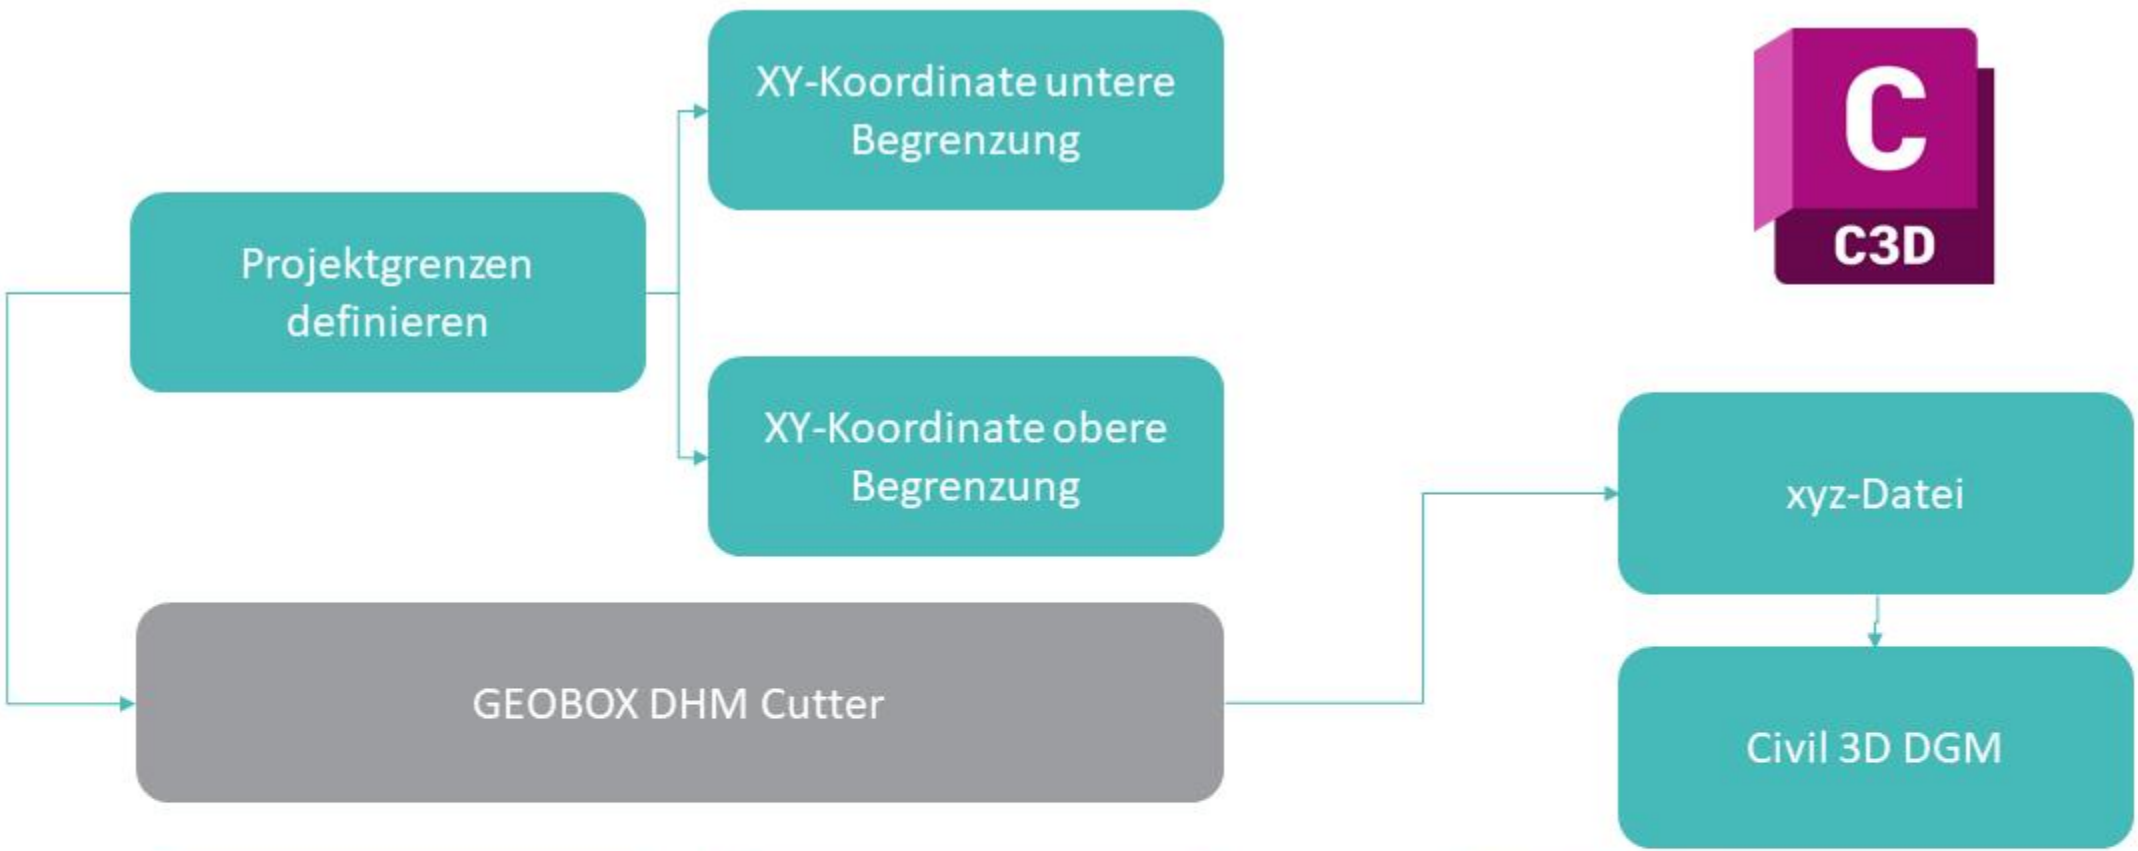 XY-Koordinate untere
Begrenzung
Projektgrenzen
definieren
XY-Koordinate obere
Begrenzung
GEOBOX DHM Cutter
C
C3D
xyz-Datei
Civil 3D DGM